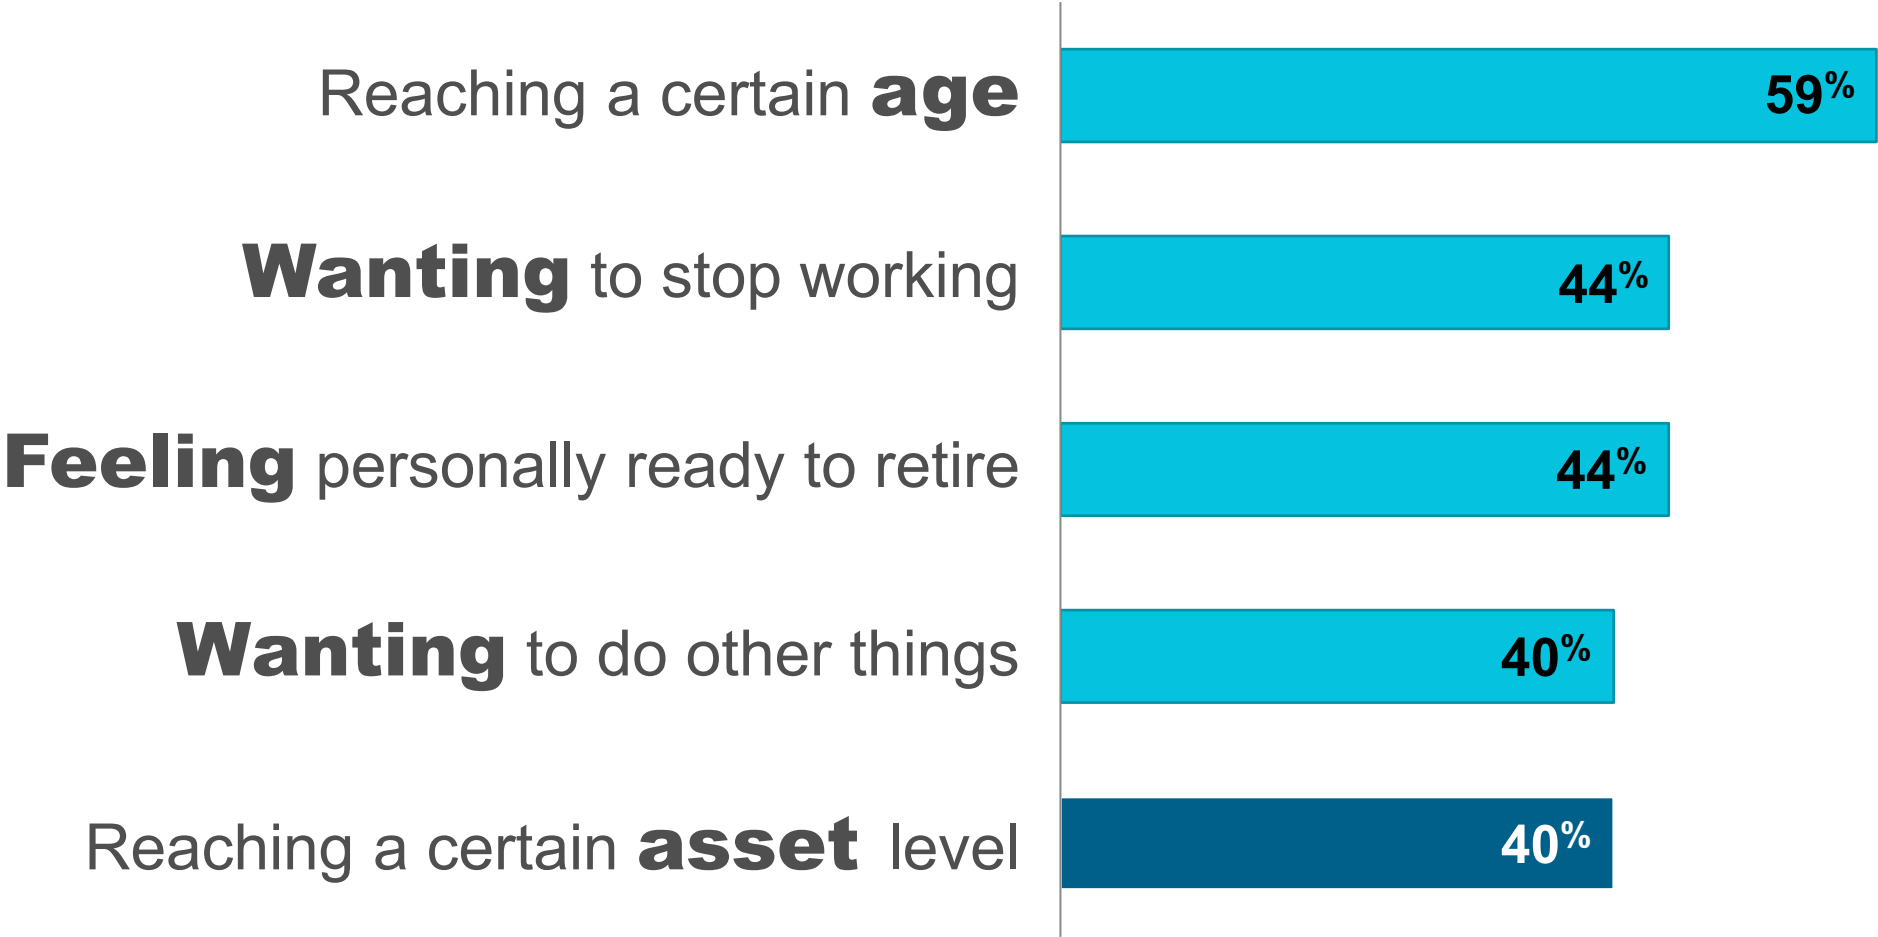 Reaching a certain age 59%
Wanting to stop working 44%
Feeling personally ready to retire 44%
Wanting to do other things 40%
Reaching a certain asset level 40%